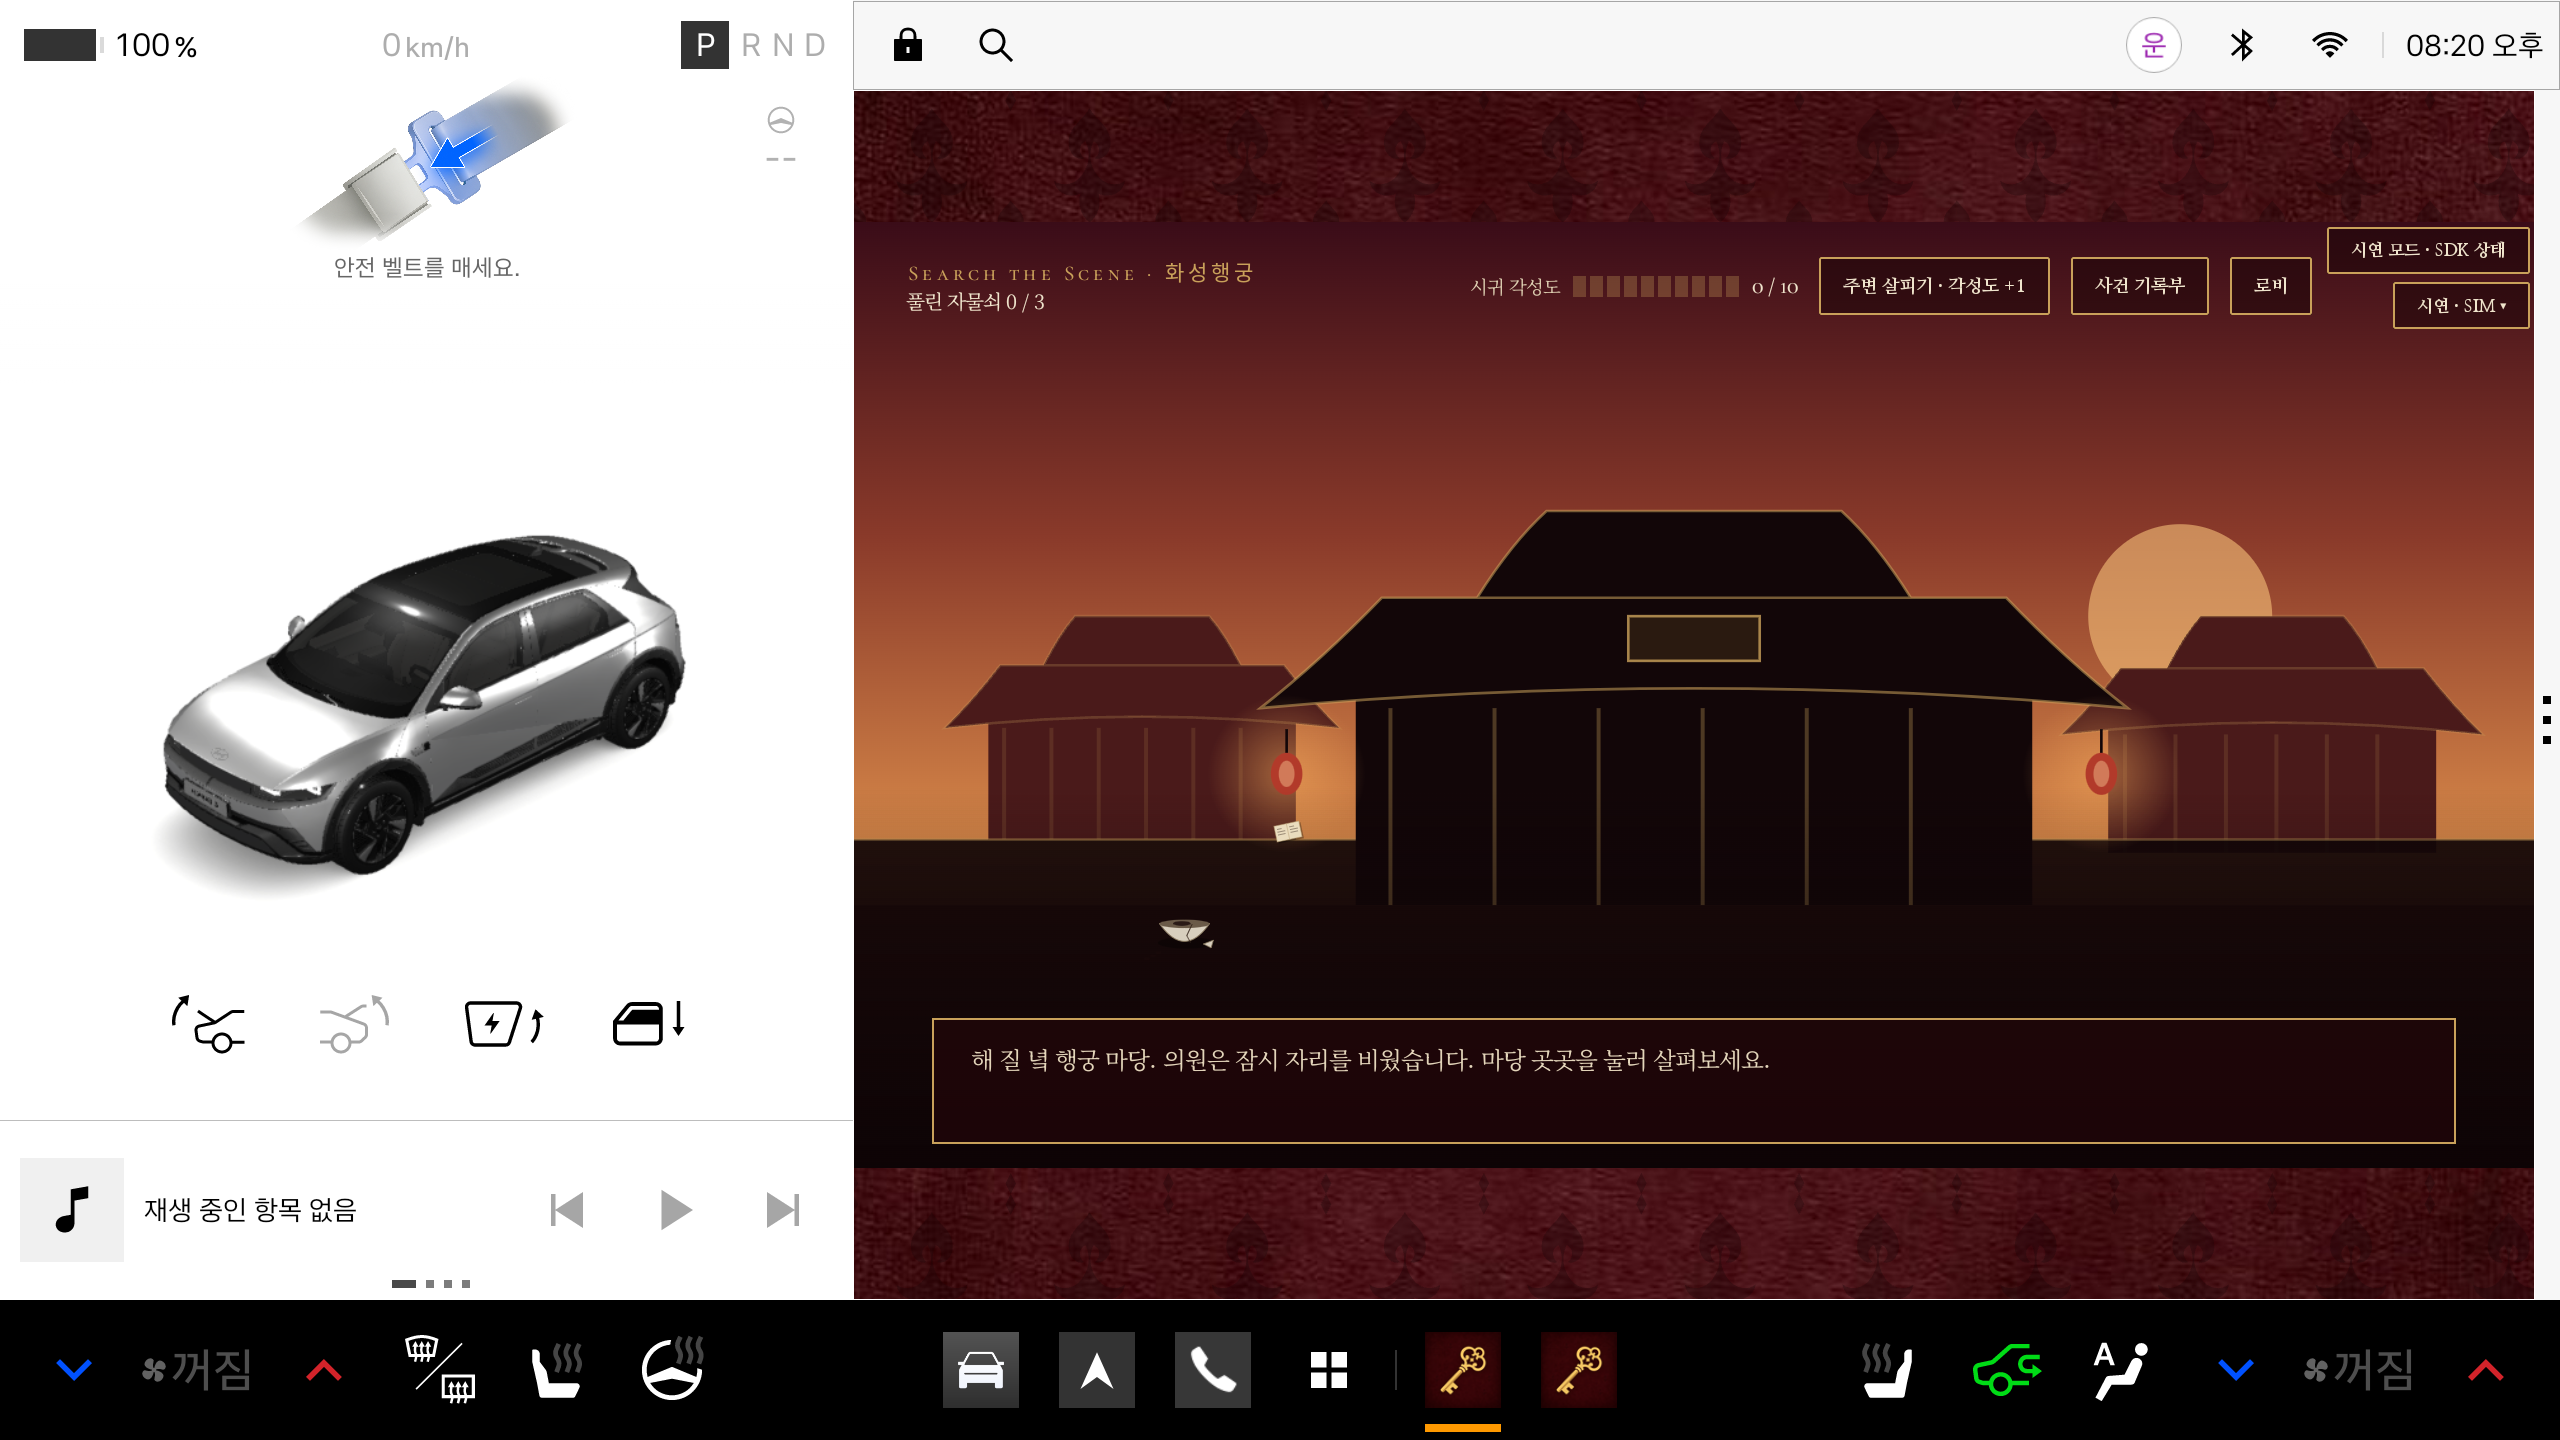 100%
0 km/h
P R N D
운
08:20 오후
안전 벨트를 매세요.
SEARCH THE SCENE · 화성행궁
풀린 자물쇠 0 / 3
시귀 각성도
0 / 10
주변 살피기 · 각성도 +1
사건 기록부
로비
시연 모드 · SDK 상태
시연 · SIM ▾
해 질 녘 행궁 마당. 의원은 잠시 자리를 비웠습니다. 마당 곳곳을 눌러 살펴보세요.
재생 중인 항목 없음
꺼짐
A
꺼짐